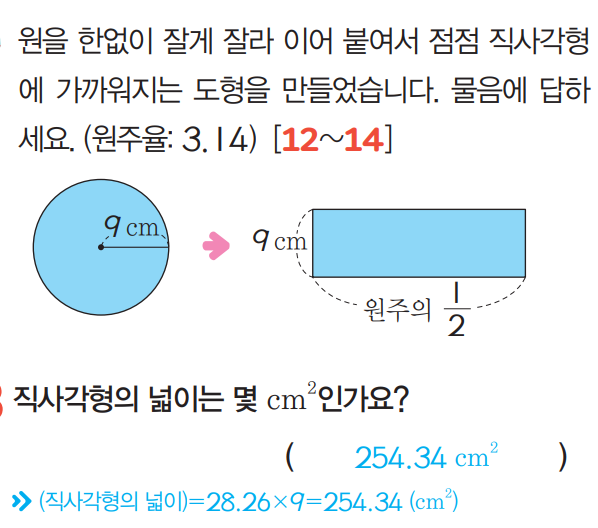 원을 한없이 잘게 잘라 이어 붙여서 점점 직사각형
에 가까워지는 도형을 만들었습니다. 물음에 답하
세요. (원주율: 3.14) [12~14]
9 cm
9 cm
원주의 1/2
직사각형의 넓이는 몇 cm²인가요?
( 254.34 cm² )
(직사각형의 넓이)=28.26×9=254.34 (cm²)